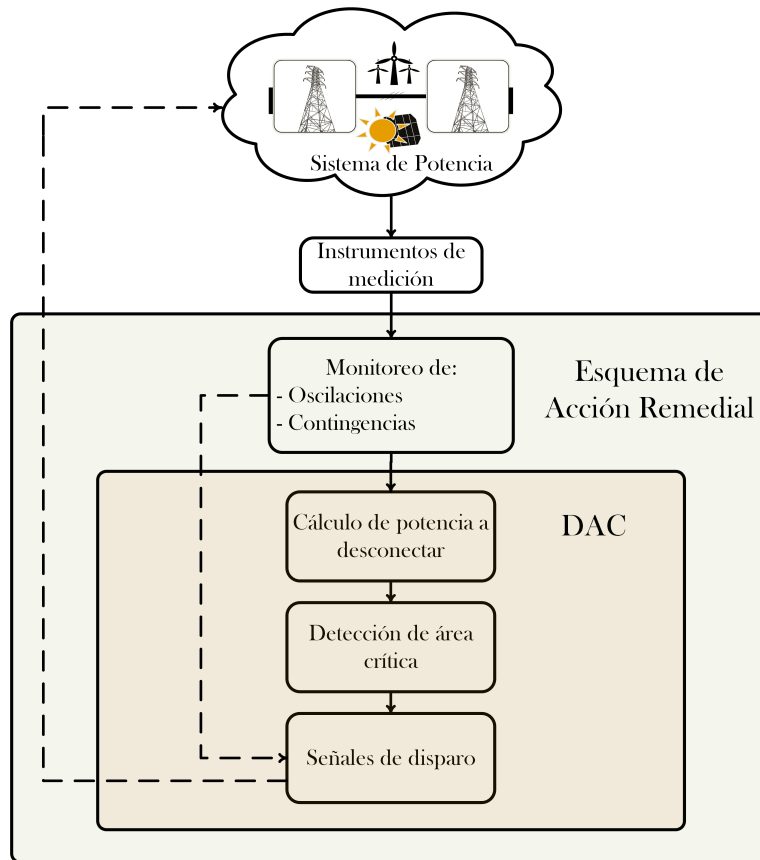 Sistema de Potencia
Instrumentos de
medición
Monitoreo de:
- Oscilaciones
- Contingencias
Esquema de
Acción Remedial
DAC
Cálculo de potencia a
desconectar
Detección de área
crítica
Señales de disparo